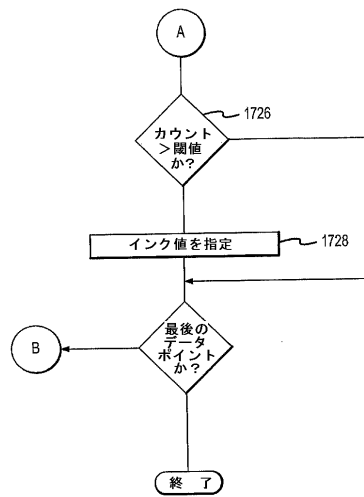 A
1726
カウント
＞閾値
か?
インク値を指定
1728
最後の
データ
ポイント
か?
B
終 了